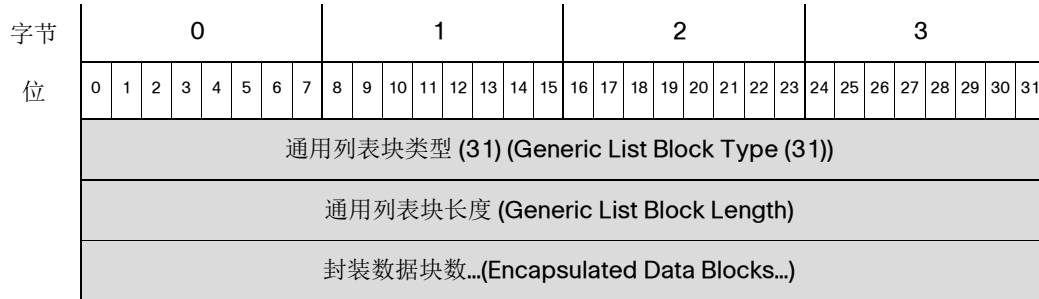 字节 0 1 2 3
位 0 1 2 3 4 5 6 7 8 9 10 11 12 13 14 15 16 17 18 19 20 21 22 23 24 25 26 27 28 29 30 31
通用列表块类型 (31) (Generic List Block Type (31))
通用列表块长度 (Generic List Block Length)
封装数据块数...(Encapsulated Data Blocks...)